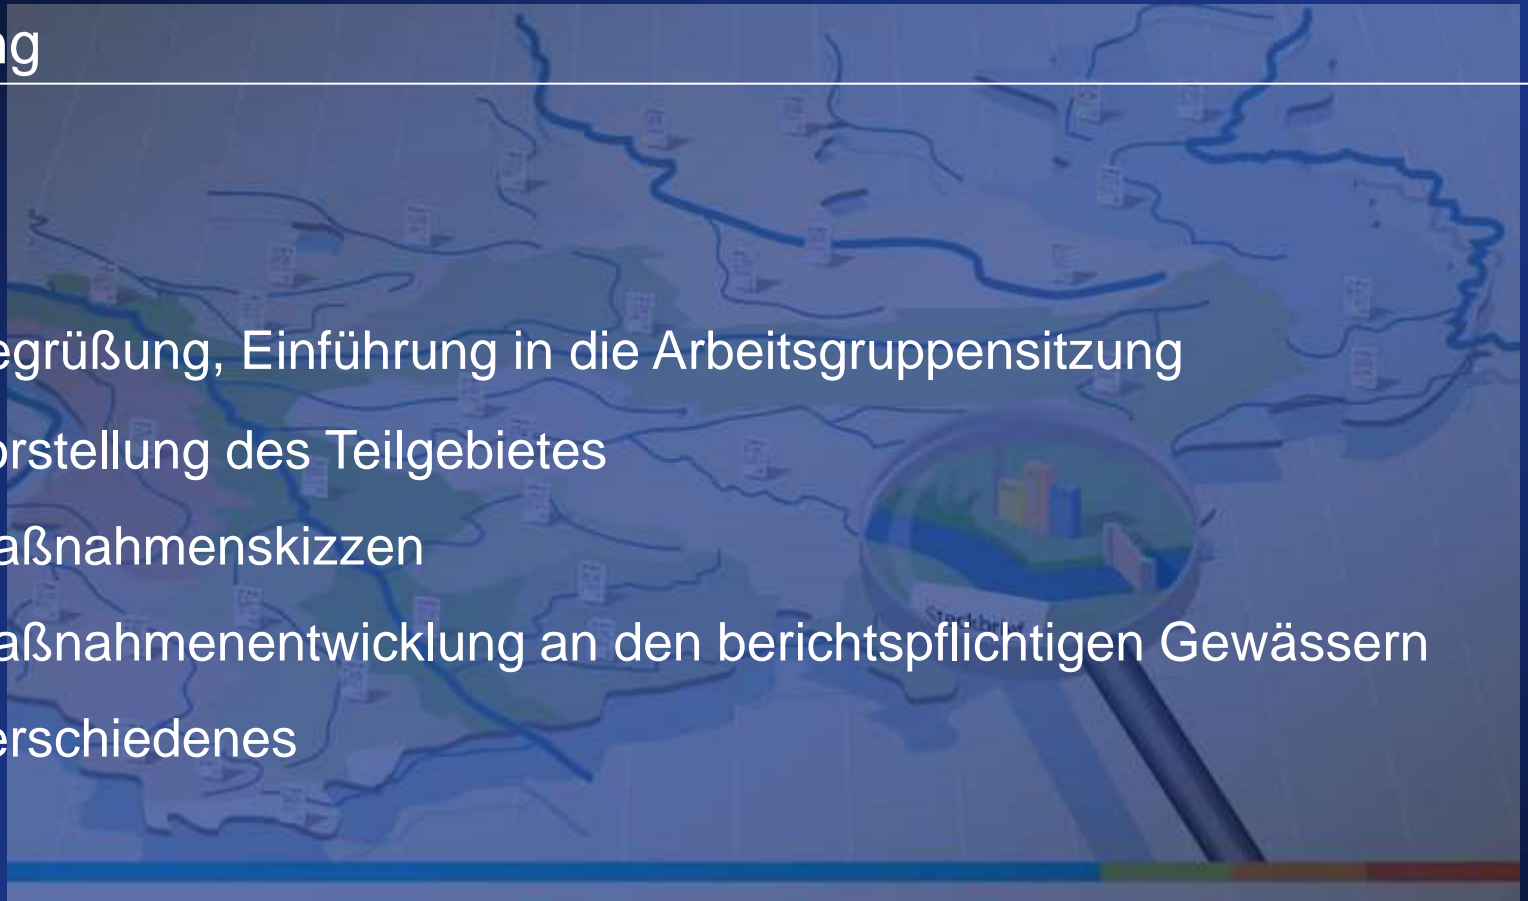 ng
egrüßung, Einführung in die Arbeitsgruppensitzung
orstellung des Teilgebietes
aßnahmenskizzen
aßnahmenentwicklung an den berichtspflichtigen Gewässern
erschiedenes